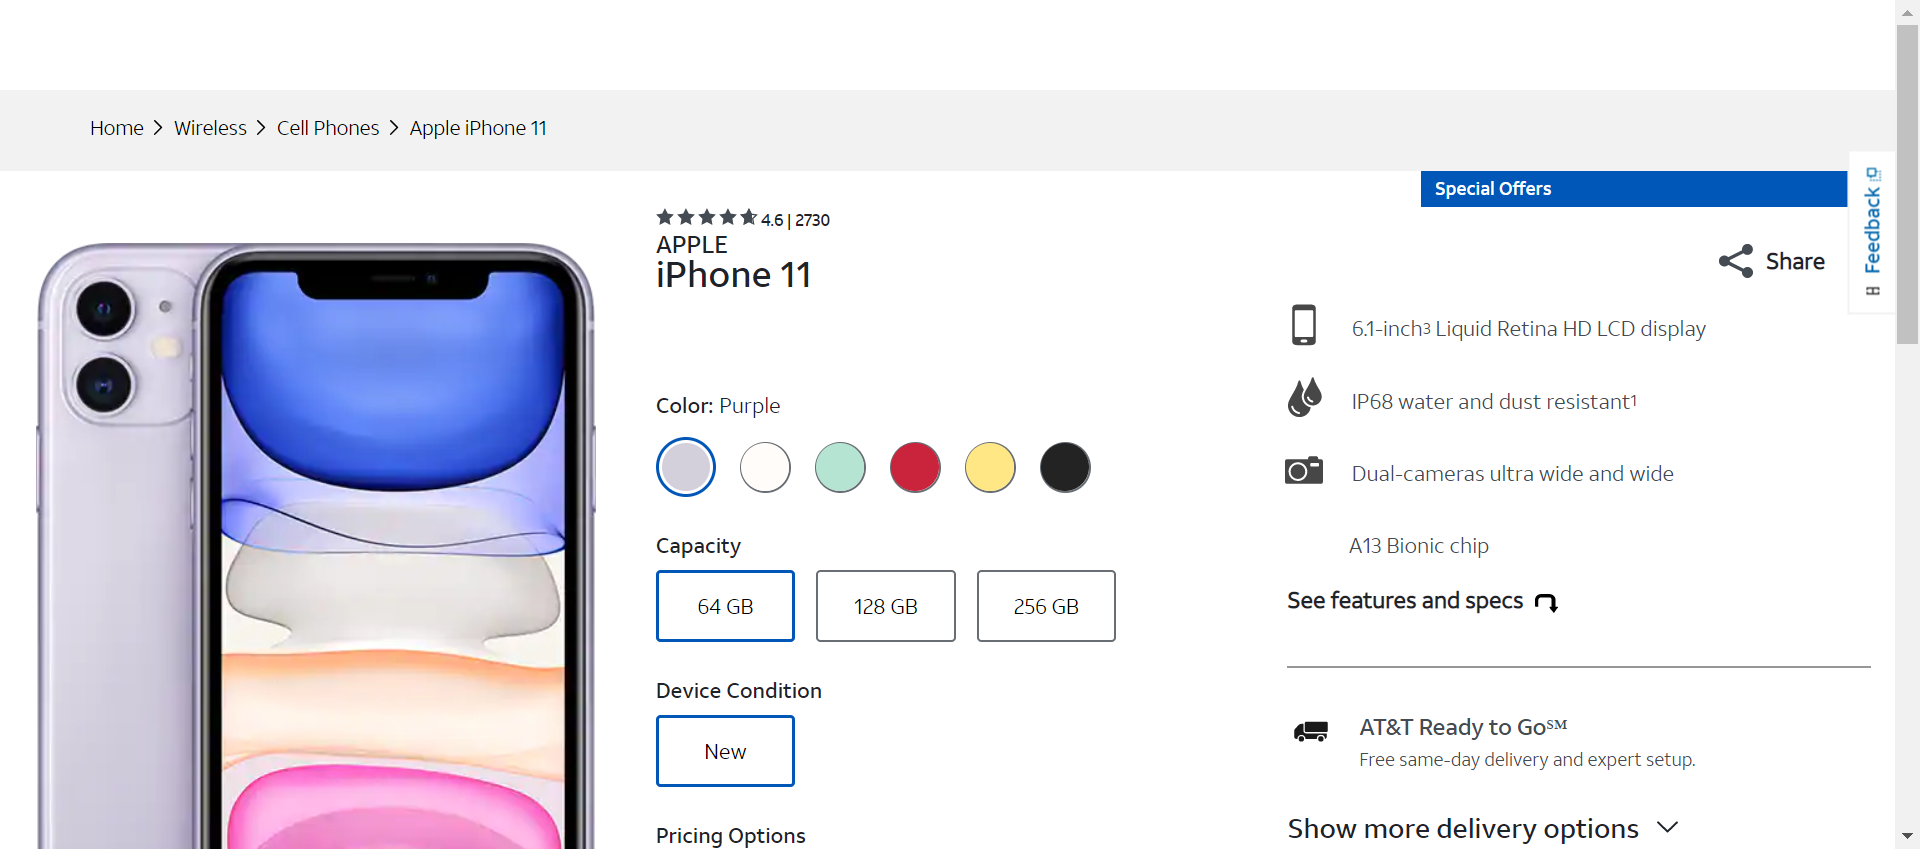 Home > Wireless > Cell Phones > Apple iPhone 11
Special Offers
Feedback
4.6 | 2730
APPLE
iPhone 11
Share
6.1-inch3 Liquid Retina HD LCD display
IP68 water and dust resistant¹
Dual-cameras ultra wide and wide
A13 Bionic chip
See features and specs
Color: Purple
Capacity
64 GB
128 GB
256 GB
Device Condition
New
Pricing Options
AT&T Ready to Go℠
Free same-day delivery and expert setup.
Show more delivery options